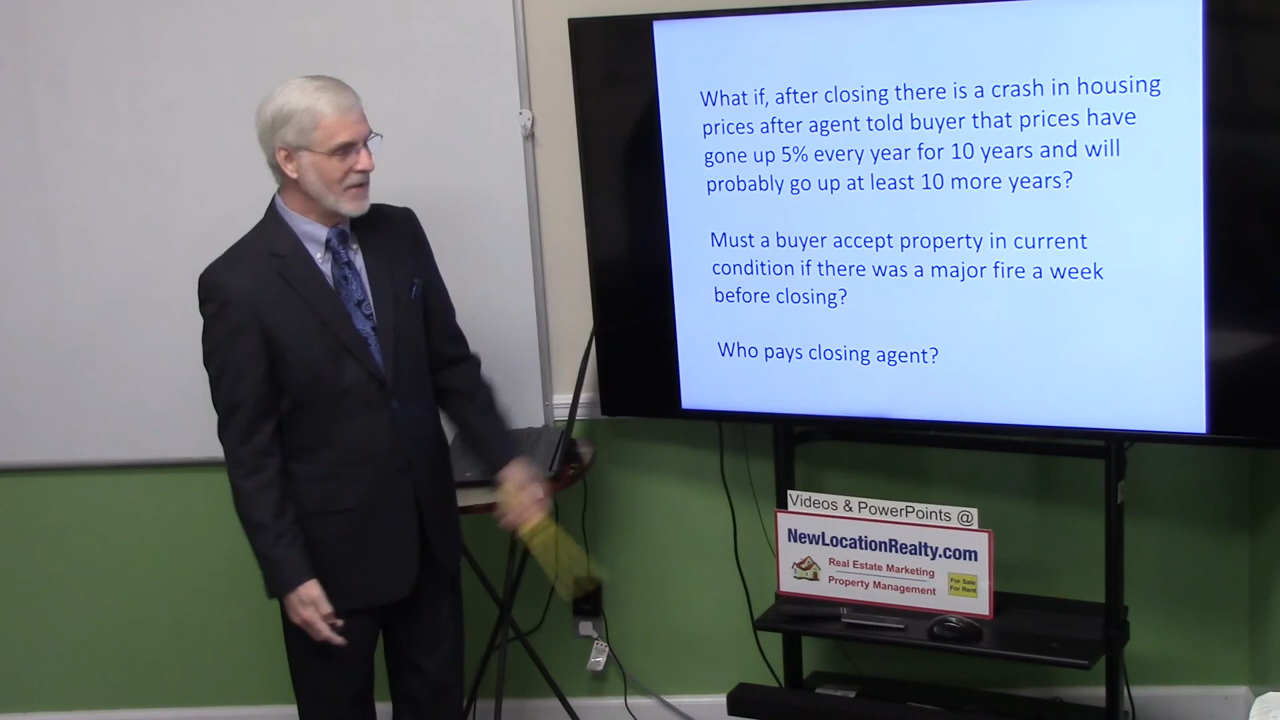 What if, after closing there is a crash in housing
prices after agent told buyer that prices have
gone up 5% every year for 10 years and will
probably go up at least 10 more years?
Must a buyer accept property in current
condition if there was a major fire a week
before closing?
Who pays closing agent?
Videos & PowerPoints @
NewLocationRealty.com
Real Estate Marketing
Property Management
For Sale
For Rent